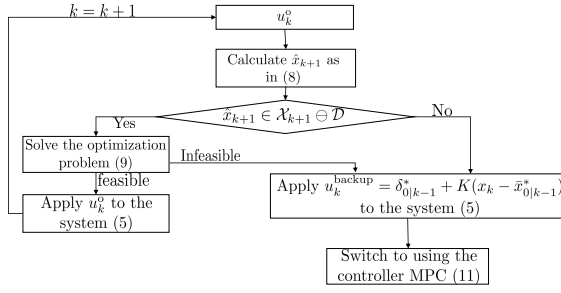 k = k + 1
u_k^o
Calculate x̂_{k+1} as
in (8)
x̂_{k+1} ∈ 𝒳_{k+1} ⊖ 𝒟
Yes
No
Solve the optimization
problem (9)
Infeasible
feasible
Apply u_k^o to the
system (5)
Apply u_k^{backup} = δ*_{0|k−1} + K(x_k − x̄*_{0|k−1})
to the system (5)
Switch to using the
controller MPC (11)